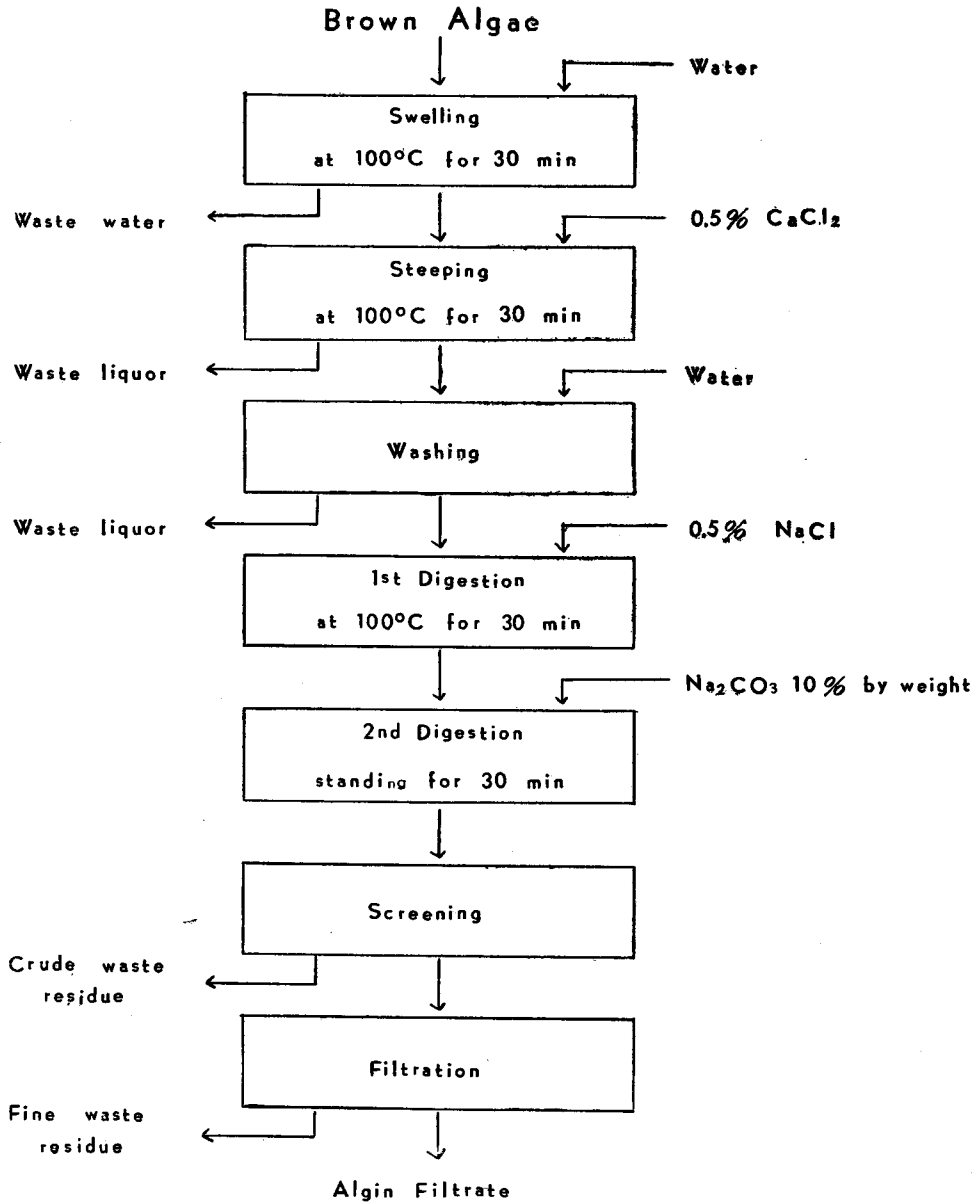 Brown Algae
Water
Swelling
at 100°C for 30 min
Waste water
0.5% CaCl₂
Steeping
at 100°C for 30 min
Waste liquor
Water
Washing
Waste liquor
0.5% NaCl
1st Digestion
at 100°C for 30 min
Na₂CO₃ 10% by weight
2nd Digestion
standing for 30 min
Screening
Crude waste
residue
Filtration
Fine waste
residue
Algin Filtrate